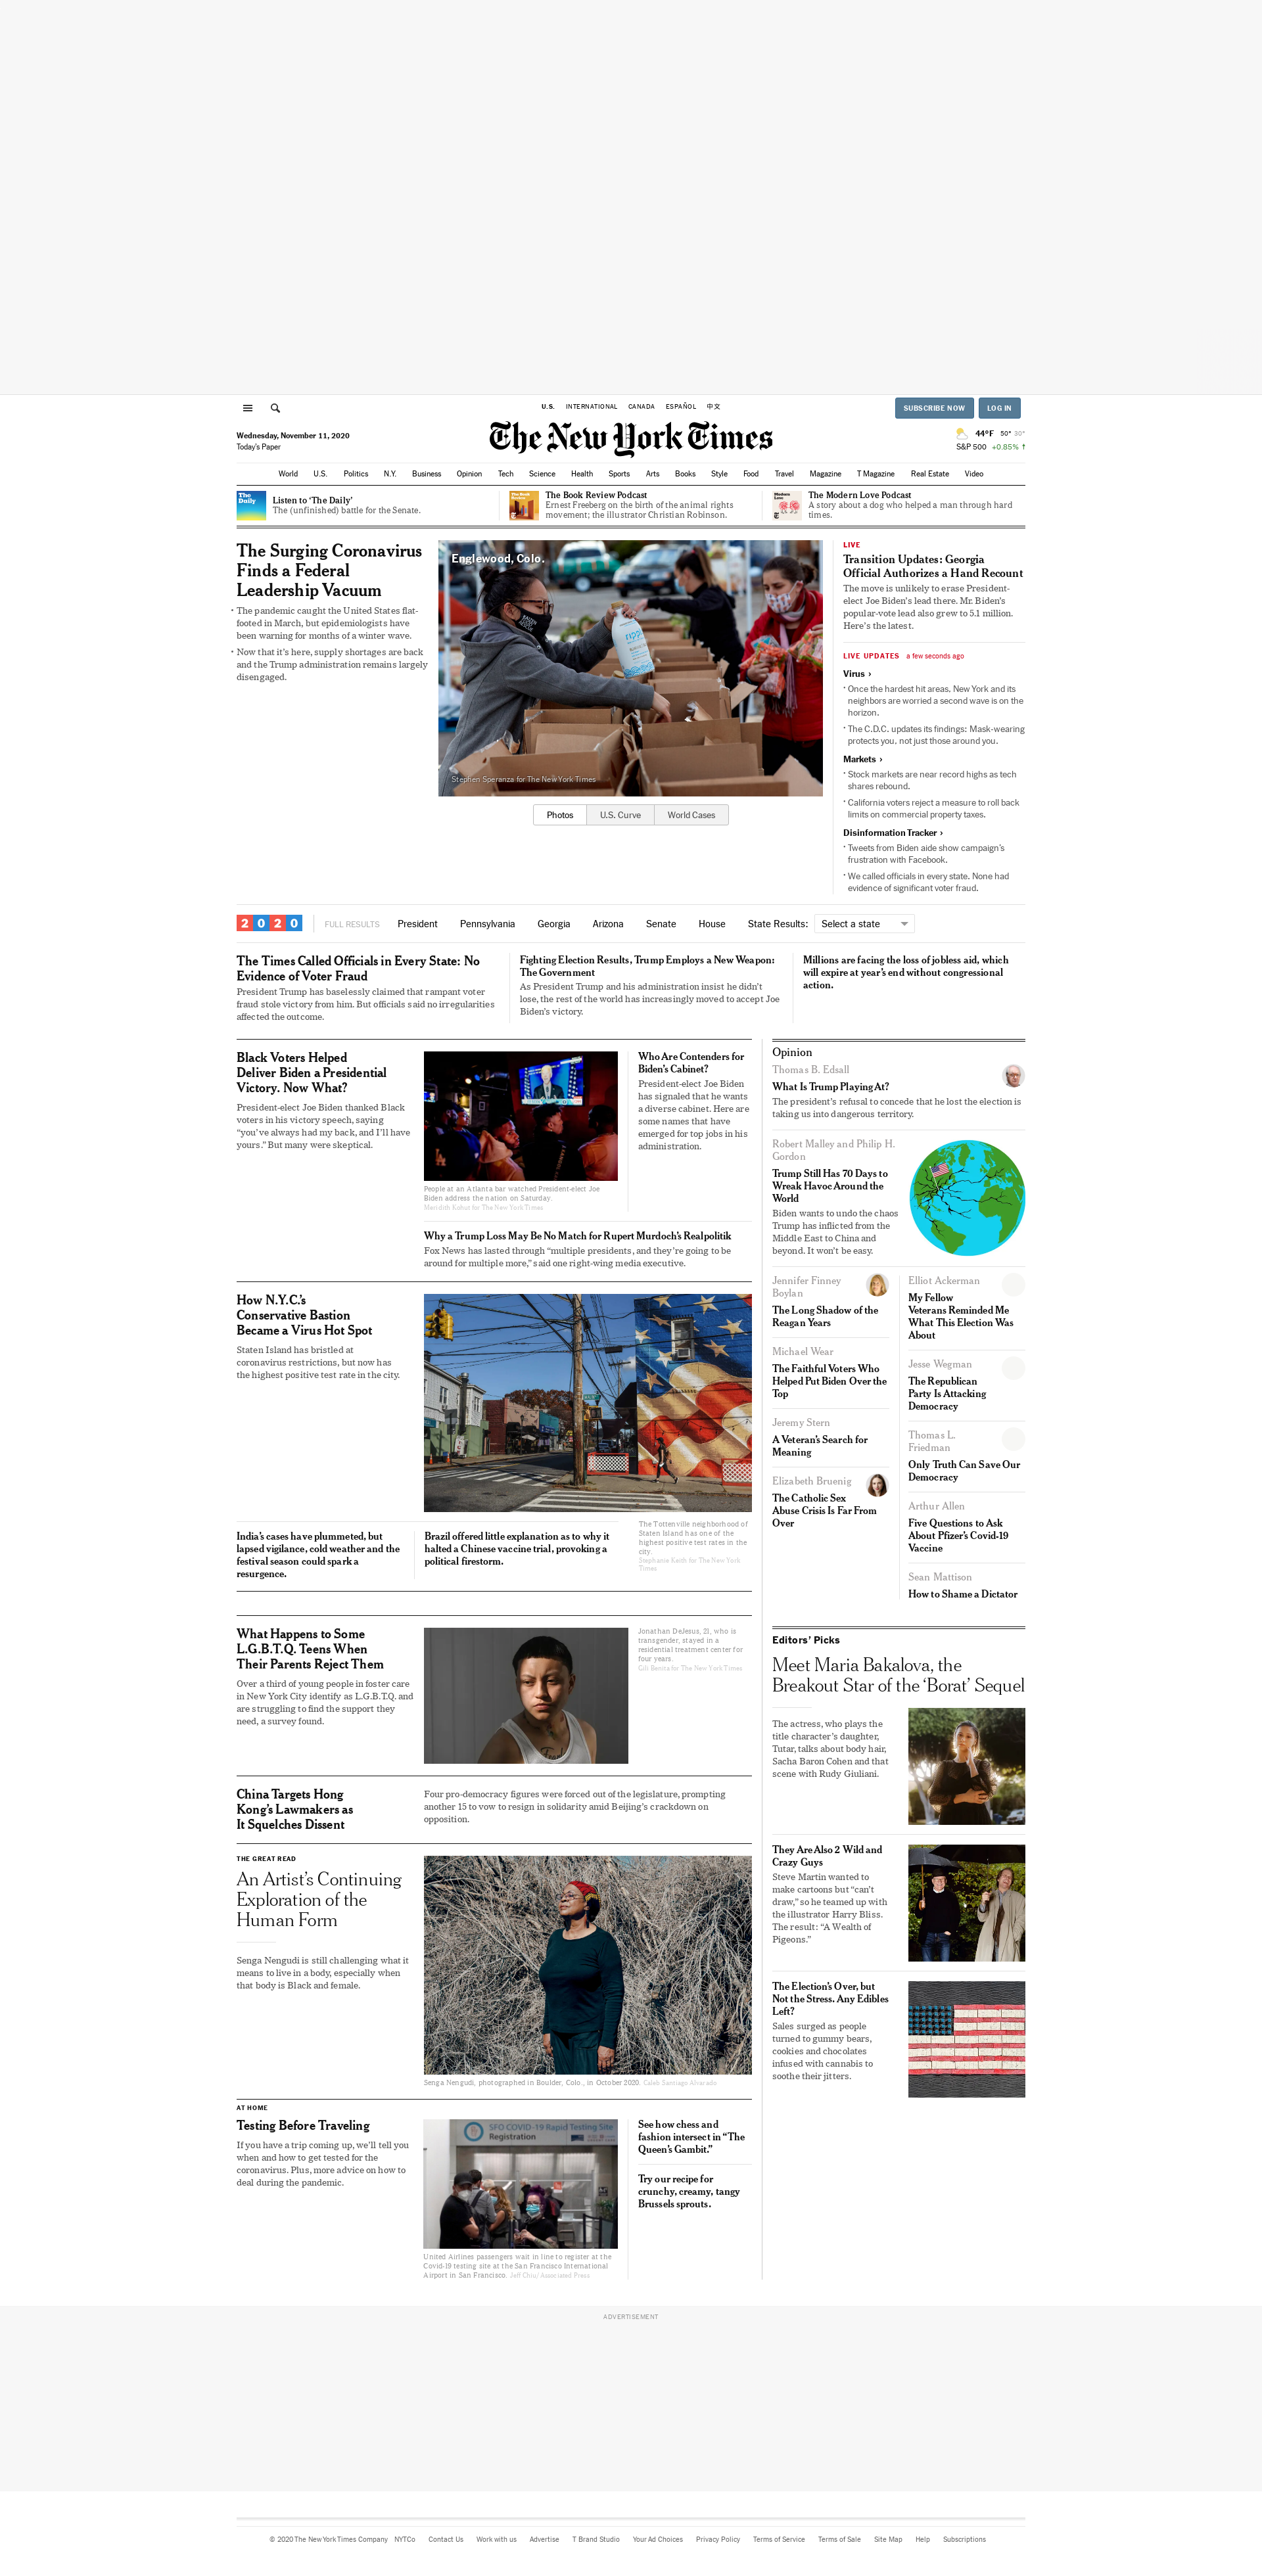 U.S. INTERNATIONAL CANADA ESPAÑOL 中文
SUBSCRIBE NOW LOG IN
Wednesday, November 11, 2020
Today's Paper
The New York Times
44°F 50° 30°
S&P 500 +0.85% ↑
World U.S. Politics N.Y. Business Opinion Tech Science Health Sports Arts Books Style Food Travel Magazine T Magazine Real Estate Video
The Daily
Listen to ‘The Daily’
The (unfinished) battle for the Senate.
The Book Review Podcast
Ernest Freeberg on the birth of the animal rights
movement; the illustrator Christian Robinson.
Modern Love
The Modern Love Podcast
A story about a dog who helped a man through hard
times.
The Surging Coronavirus
Finds a Federal
Leadership Vacuum
• The pandemic caught the United States flat-
footed in March, but epidemiologists have
been warning for months of a winter wave.
• Now that it's here, supply shortages are back
and the Trump administration remains largely
disengaged.
Englewood, Colo.
Stephen Speranza for The New York Times
Photos U.S. Curve World Cases
LIVE
Transition Updates: Georgia
Official Authorizes a Hand Recount
The move is unlikely to erase President-
elect Joe Biden's lead there. Mr. Biden's
popular-vote lead also grew to 5.1 million.
Here's the latest.
LIVE UPDATES a few seconds ago
Virus ›
• Once the hardest hit areas, New York and its
neighbors are worried a second wave is on the
horizon.
• The C.D.C. updates its findings: Mask-wearing
protects you, not just those around you.
Markets ›
• Stock markets are near record highs as tech
shares rebound.
• California voters reject a measure to roll back
limits on commercial property taxes.
Disinformation Tracker ›
• Tweets from Biden aide show campaign's
frustration with Facebook.
• We called officials in every state. None had
evidence of significant voter fraud.
2020 FULL RESULTS President Pennsylvania Georgia Arizona Senate House State Results: Select a state
The Times Called Officials in Every State: No
Evidence of Voter Fraud
President Trump has baselessly claimed that rampant voter
fraud stole victory from him. But officials said no irregularities
affected the outcome.
Fighting Election Results, Trump Employs a New Weapon:
The Government
As President Trump and his administration insist he didn't
lose, the rest of the world has increasingly moved to accept Joe
Biden's victory.
Millions are facing the loss of jobless aid, which
will expire at year's end without congressional
action.
Black Voters Helped
Deliver Biden a Presidential
Victory. Now What?
President-elect Joe Biden thanked Black
voters in his victory speech, saying
“you've always had my back, and I'll have
yours.” But many were skeptical.
People at an Atlanta bar watched President-elect Joe
Biden address the nation on Saturday.
Meridith Kohut for The New York Times
Who Are Contenders for
Biden's Cabinet?
President-elect Joe Biden
has signaled that he wants
a diverse cabinet. Here are
some names that have
emerged for top jobs in his
administration.
Why a Trump Loss May Be No Match for Rupert Murdoch's Realpolitik
Fox News has lasted through “multiple presidents, and they're going to be
around for multiple more,” said one right-wing media executive.
How N.Y.C.'s
Conservative Bastion
Became a Virus Hot Spot
Staten Island has bristled at
coronavirus restrictions, but now has
the highest positive test rate in the city.
The Tottenville neighborhood of
Staten Island has one of the
highest positive test rates in the
city.
Stephanie Keith for The New York
Times
India's cases have plummeted, but
lapsed vigilance, cold weather and the
festival season could spark a
resurgence.
Brazil offered little explanation as to why it
halted a Chinese vaccine trial, provoking a
political firestorm.
What Happens to Some
L.G.B.T.Q. Teens When
Their Parents Reject Them
Over a third of young people in foster care
in New York City identify as L.G.B.T.Q. and
are struggling to find the support they
need, a survey found.
Jonathan DeJesus, 21, who is
transgender, stayed in a
residential treatment center for
four years.
Gili Benita for The New York Times
China Targets Hong
Kong's Lawmakers as
It Squelches Dissent
Four pro-democracy figures were forced out of the legislature, prompting
another 15 to vow to resign in solidarity amid Beijing's crackdown on
opposition.
THE GREAT READ
An Artist's Continuing
Exploration of the
Human Form
Senga Nengudi is still challenging what it
means to live in a body, especially when
that body is Black and female.
Senga Nengudi, photographed in Boulder, Colo., in October 2020. Caleb Santiago Alvarado
AT HOME
Testing Before Traveling
If you have a trip coming up, we'll tell you
when and how to get tested for the
coronavirus. Plus, more advice on how to
deal during the pandemic.
SFO COVID-19 Rapid Testing Site
Registration
United Airlines passengers wait in line to register at the
Covid-19 testing site at the San Francisco International
Airport in San Francisco. Jeff Chiu/Associated Press
See how chess and
fashion intersect in “The
Queen's Gambit.”
Try our recipe for
crunchy, creamy, tangy
Brussels sprouts.
Opinion
Thomas B. Edsall
What Is Trump Playing At?
The president's refusal to concede that he lost the election is
taking us into dangerous territory.
Robert Malley and Philip H.
Gordon
Trump Still Has 70 Days to
Wreak Havoc Around the
World
Biden wants to undo the chaos
Trump has inflicted from the
Middle East to China and
beyond. It won't be easy.
Jennifer Finney
Boylan
The Long Shadow of the
Reagan Years
Michael Wear
The Faithful Voters Who
Helped Put Biden Over the
Top
Jeremy Stern
A Veteran's Search for
Meaning
Elizabeth Bruenig
The Catholic Sex
Abuse Crisis Is Far From
Over
Elliot Ackerman
My Fellow
Veterans Reminded Me
What This Election Was
About
Jesse Wegman
The Republican
Party Is Attacking
Democracy
Thomas L.
Friedman
Only Truth Can Save Our
Democracy
Arthur Allen
Five Questions to Ask
About Pfizer's Covid-19
Vaccine
Sean Mattison
How to Shame a Dictator
Editors' Picks
Meet Maria Bakalova, the
Breakout Star of the ‘Borat’ Sequel
The actress, who plays the
title character's daughter,
Tutar, talks about body hair,
Sacha Baron Cohen and that
scene with Rudy Giuliani.
They Are Also 2 Wild and
Crazy Guys
Steve Martin wanted to
make cartoons but “can't
draw,” so he teamed up with
the illustrator Harry Bliss.
The result: “A Wealth of
Pigeons.”
The Election's Over, but
Not the Stress. Any Edibles
Left?
Sales surged as people
turned to gummy bears,
cookies and chocolates
infused with cannabis to
soothe their jitters.
ADVERTISEMENT
© 2020 The New York Times Company NYTCo Contact Us Work with us Advertise T Brand Studio Your Ad Choices Privacy Policy Terms of Service Terms of Sale Site Map Help Subscriptions